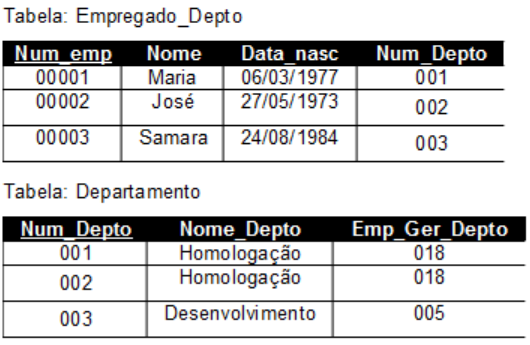 Tabela: Empregado_Depto
Num_emp Nome Data_nasc Num_Depto
00001 Maria 06/03/1977 001
00002 José 27/05/1973 002
00003 Samara 24/08/1984 003
Tabela: Departamento
Num_Depto Nome_Depto Emp_Ger_Depto
001 Homologação 018
002 Homologação 018
003 Desenvolvimento 005